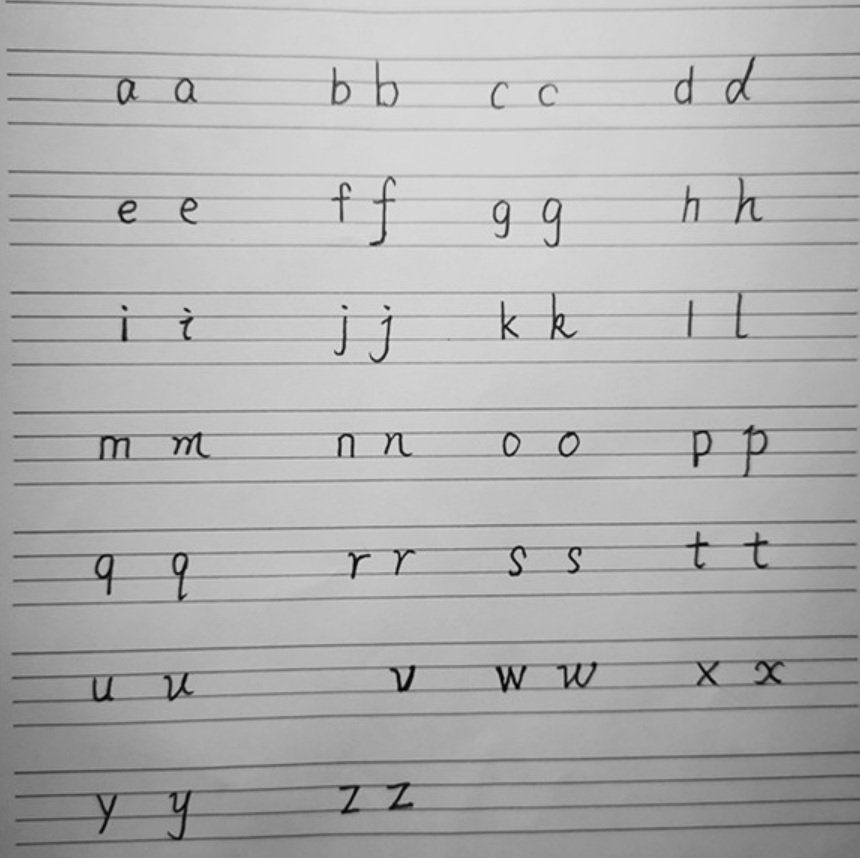 a a b b c c d d
e e f f g g h h
i i j j k k l l
m m n n o o p p
q q r r s s t t
u u v w w x x
y y z z